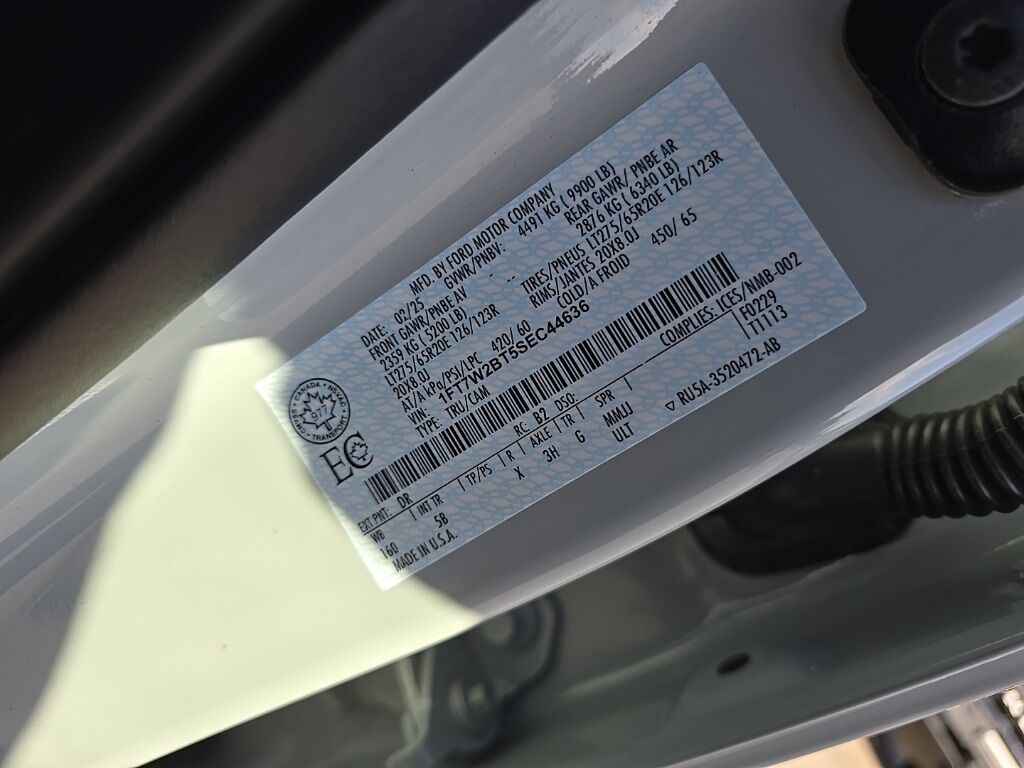 MFD. BY FORD MOTOR COMPANY
DATE: 02/25 GVWR/PNBV: 4491 KG ( 9900 LB)
FRONT GAWR/PNBE AV REAR GAWR/ PNBE AR
2359 KG ( 5200 LB) 2876 KG ( 6340 LB)
LT275/65R20E 126/123R TIRES/PNEUS LT275/65R20E 126/123R
20X8.0J RIMS/JANTES 20X8.0J
AT/A kPa/PSI/LPC 420/ 60 COLD/A FROID 450/ 65
VIN: 1FT7W2BT5SEC44636
TYPE: TRU/CAM
CANADA
977
TRANSPORT
COMPLIES: ICES/NMB-002
F0229
T1113
EXT PNT: DR RC: B2 DSO:
WB INT TR TP/PS R AXLE TR SPR
160 5B X 3H G MMIJ
ULT
MADE IN U.S.A.
▽ RU5A-3520472-AB